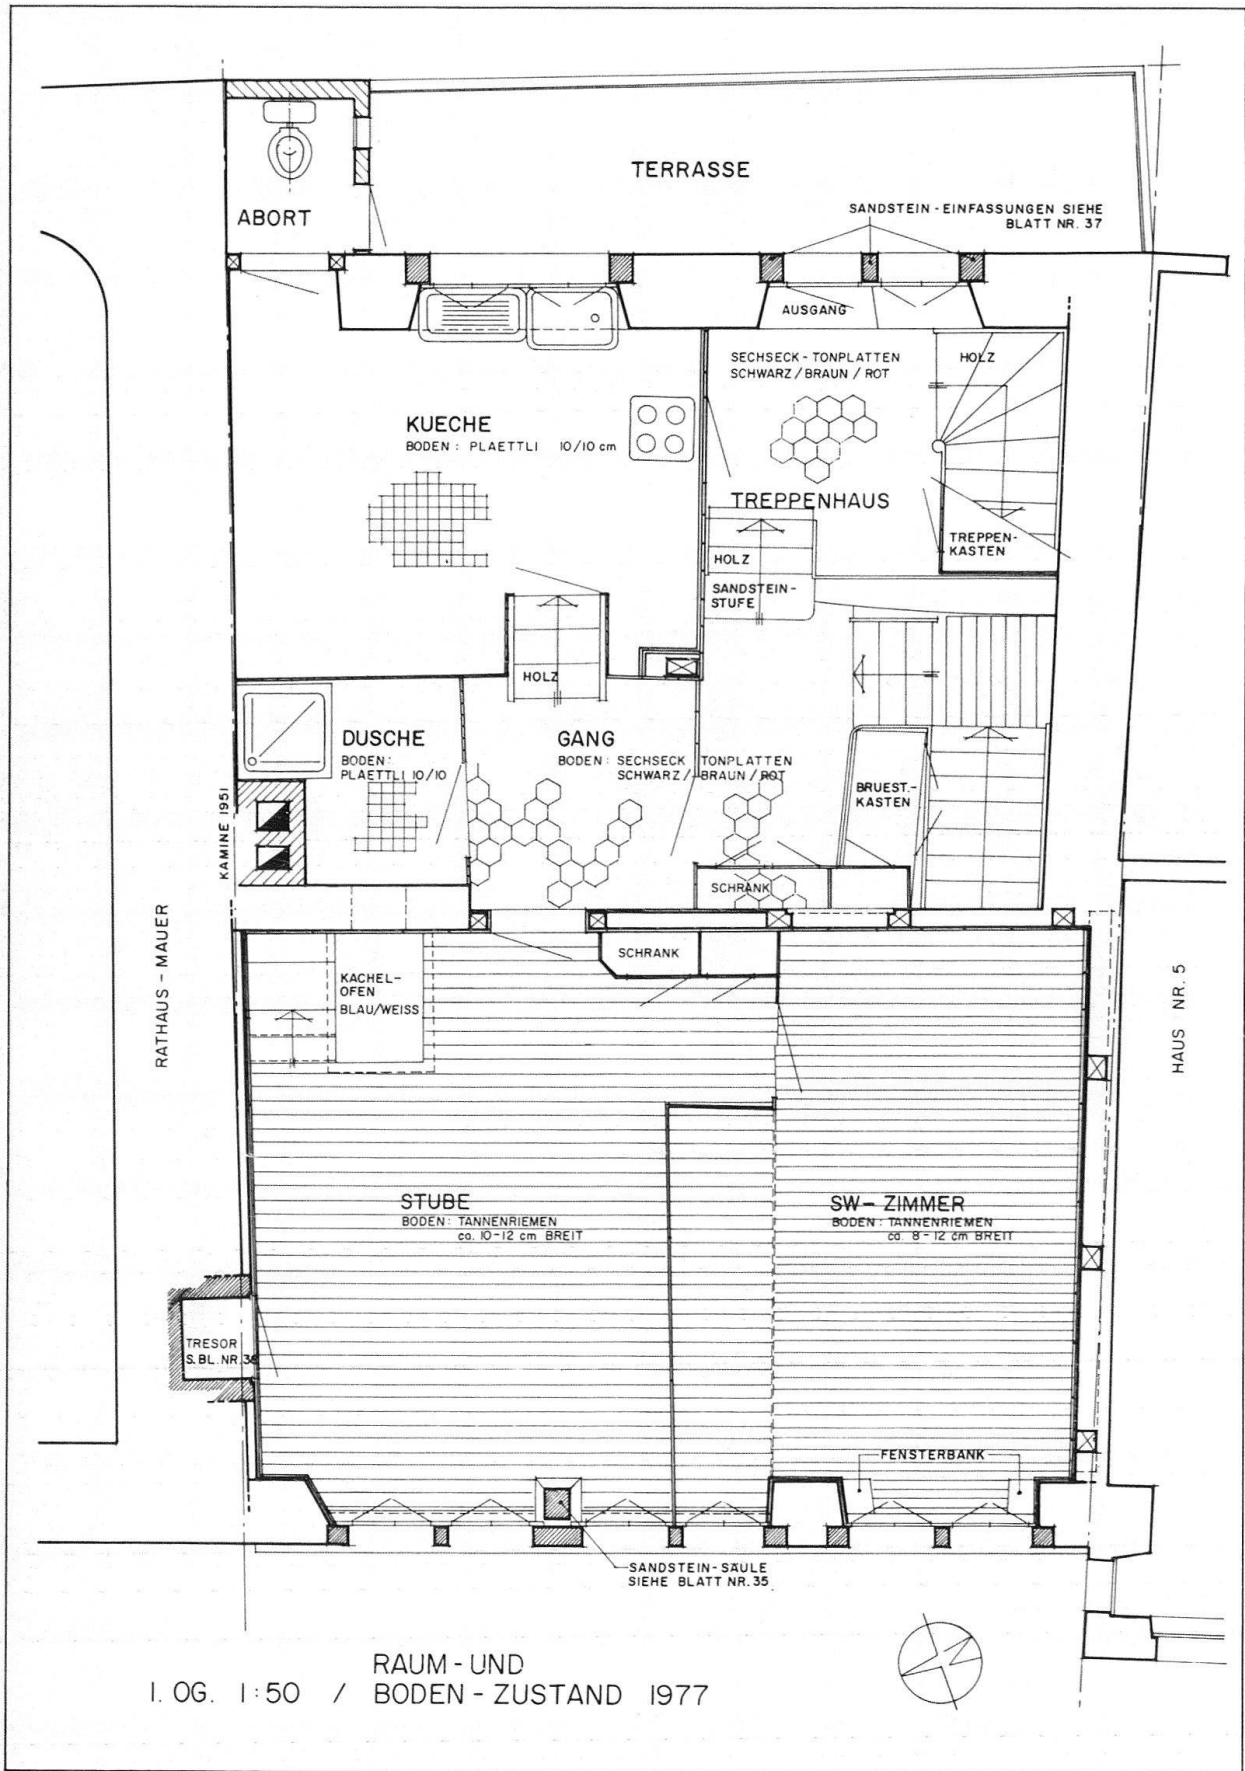 TERRASSE
ABORT
SANDSTEIN - EINFASSUNGEN SIEHE
BLATT NR. 37
AUSGANG
SECHSECK - TONPLATTEN
SCHWARZ / BRAUN / ROT
HOLZ
KUECHE
BODEN : PLAETTLI 10/10 cm
TREPPENHAUS
TREPPEN-
KASTEN
HOLZ
SANDSTEIN-
STUFE
HOLZ
DUSCHE
BODEN:
PLAETTLI 10/10
GANG
BODEN : SECHSECK TONPLATTEN
SCHWARZ / BRAUN / ROT
BRUEST.-
KASTEN
KAMINE 1951
SCHRANK
SCHRANK
KACHEL-
OFEN
BLAU/WEISS
RATHAUS - MAUER
HAUS NR. 5
STUBE
BODEN: TANNENRIEMEN
ca. 10-12 cm BREIT
SW - ZIMMER
BODEN : TANNENRIEMEN
ca. 8 - 12 cm BREIT
TRESOR
S. BL. NR. 36
FENSTERBANK
SANDSTEIN-SÄULE
SIEHE BLATT NR. 35
RAUM - UND
I. OG. 1:50 / BODEN - ZUSTAND 1977
N